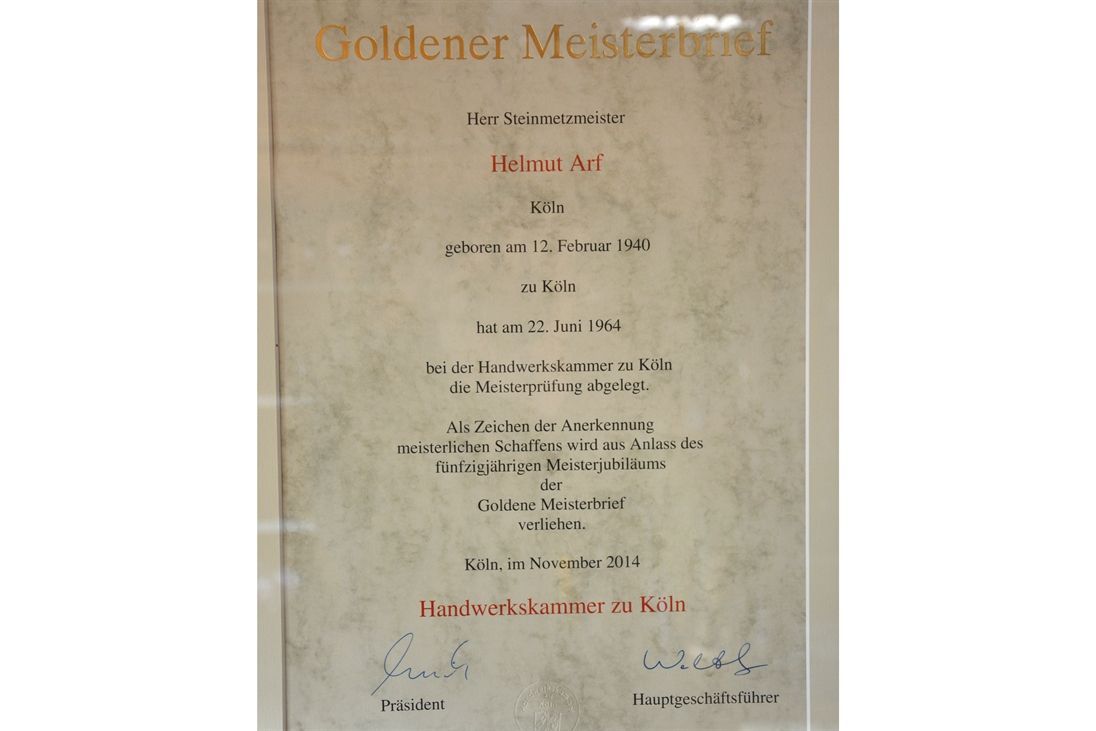 Goldener Meisterbrief
Herr Steinmetzmeister
Helmut Arf
Köln
geboren am 12. Februar 1940
zu Köln
hat am 22. Juni 1964
bei der Handwerkskammer zu Köln
die Meisterprüfung abgelegt.
Als Zeichen der Anerkennung
meisterlichen Schaffens wird aus Anlass des
fünfzigjährigen Meisterjubiläums
der
Goldene Meisterbrief
verliehen.
Köln, im November 2014
Handwerkskammer zu Köln
Präsident
Hauptgeschäftsführer